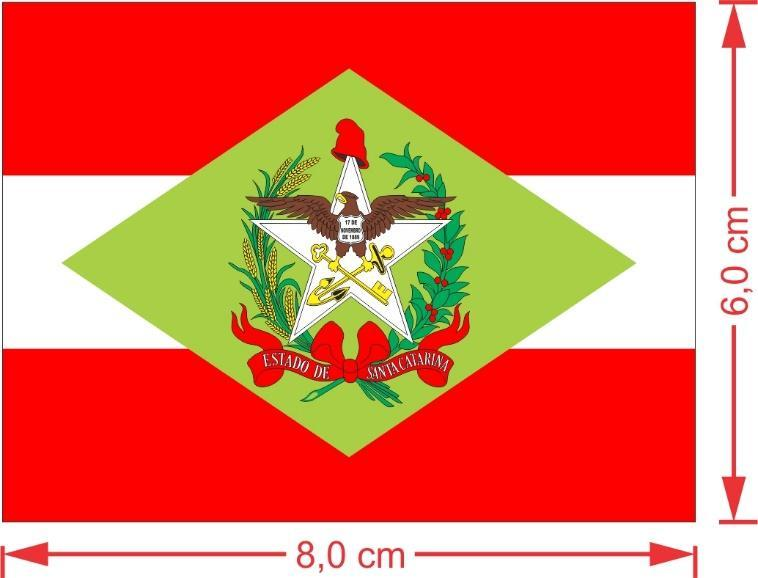 17 DE
NOVEMBRO
DE 1889
ESTADO DE SANTA CATARINA
6,0 cm
8,0 cm